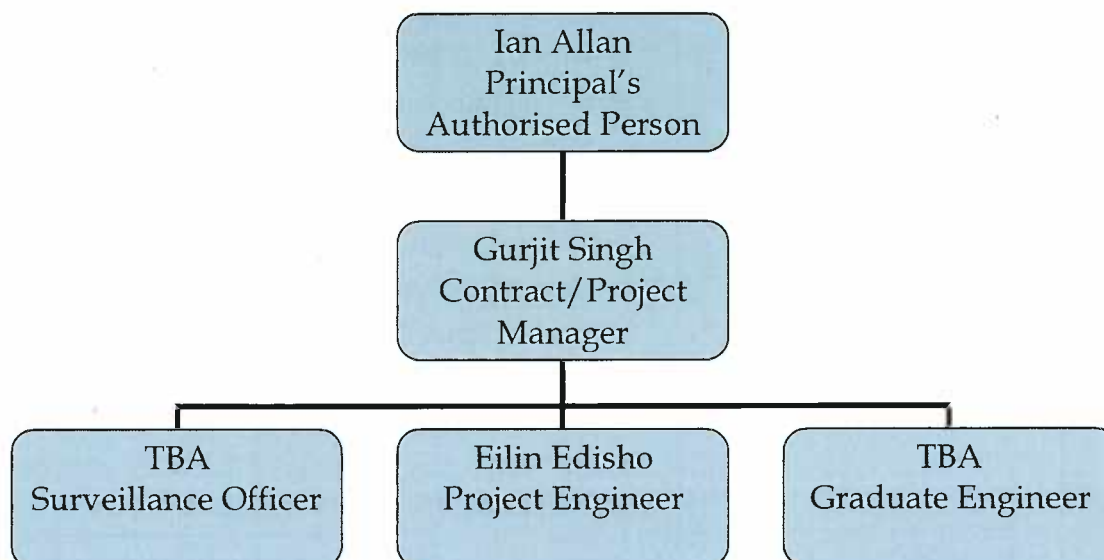 Ian Allan
Principal's
Authorised Person
Gurjit Singh
Contract/Project
Manager
TBA
Surveillance Officer
Eilin Edisho
Project Engineer
TBA
Graduate Engineer